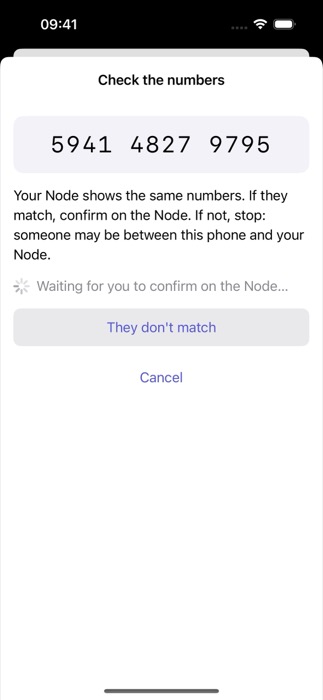 09:41
Check the numbers
5941 4827 9795
Your Node shows the same numbers. If they
match, confirm on the Node. If not, stop:
someone may be between this phone and your
Node.
Waiting for you to confirm on the Node...
They don't match
Cancel